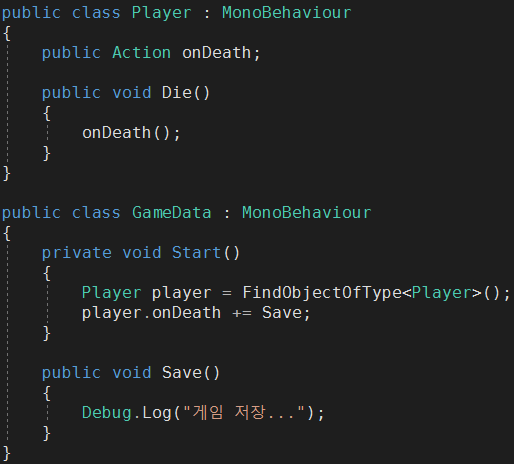 public class Player : MonoBehaviour
{
    public Action onDeath;

    public void Die()
    {
        onDeath();
    }
}

public class GameData : MonoBehaviour
{
    private void Start()
    {
        Player player = FindObjectOfType<Player>();
        player.onDeath += Save;
    }

    public void Save()
    {
        Debug.Log("게임 저장...");
    }
}